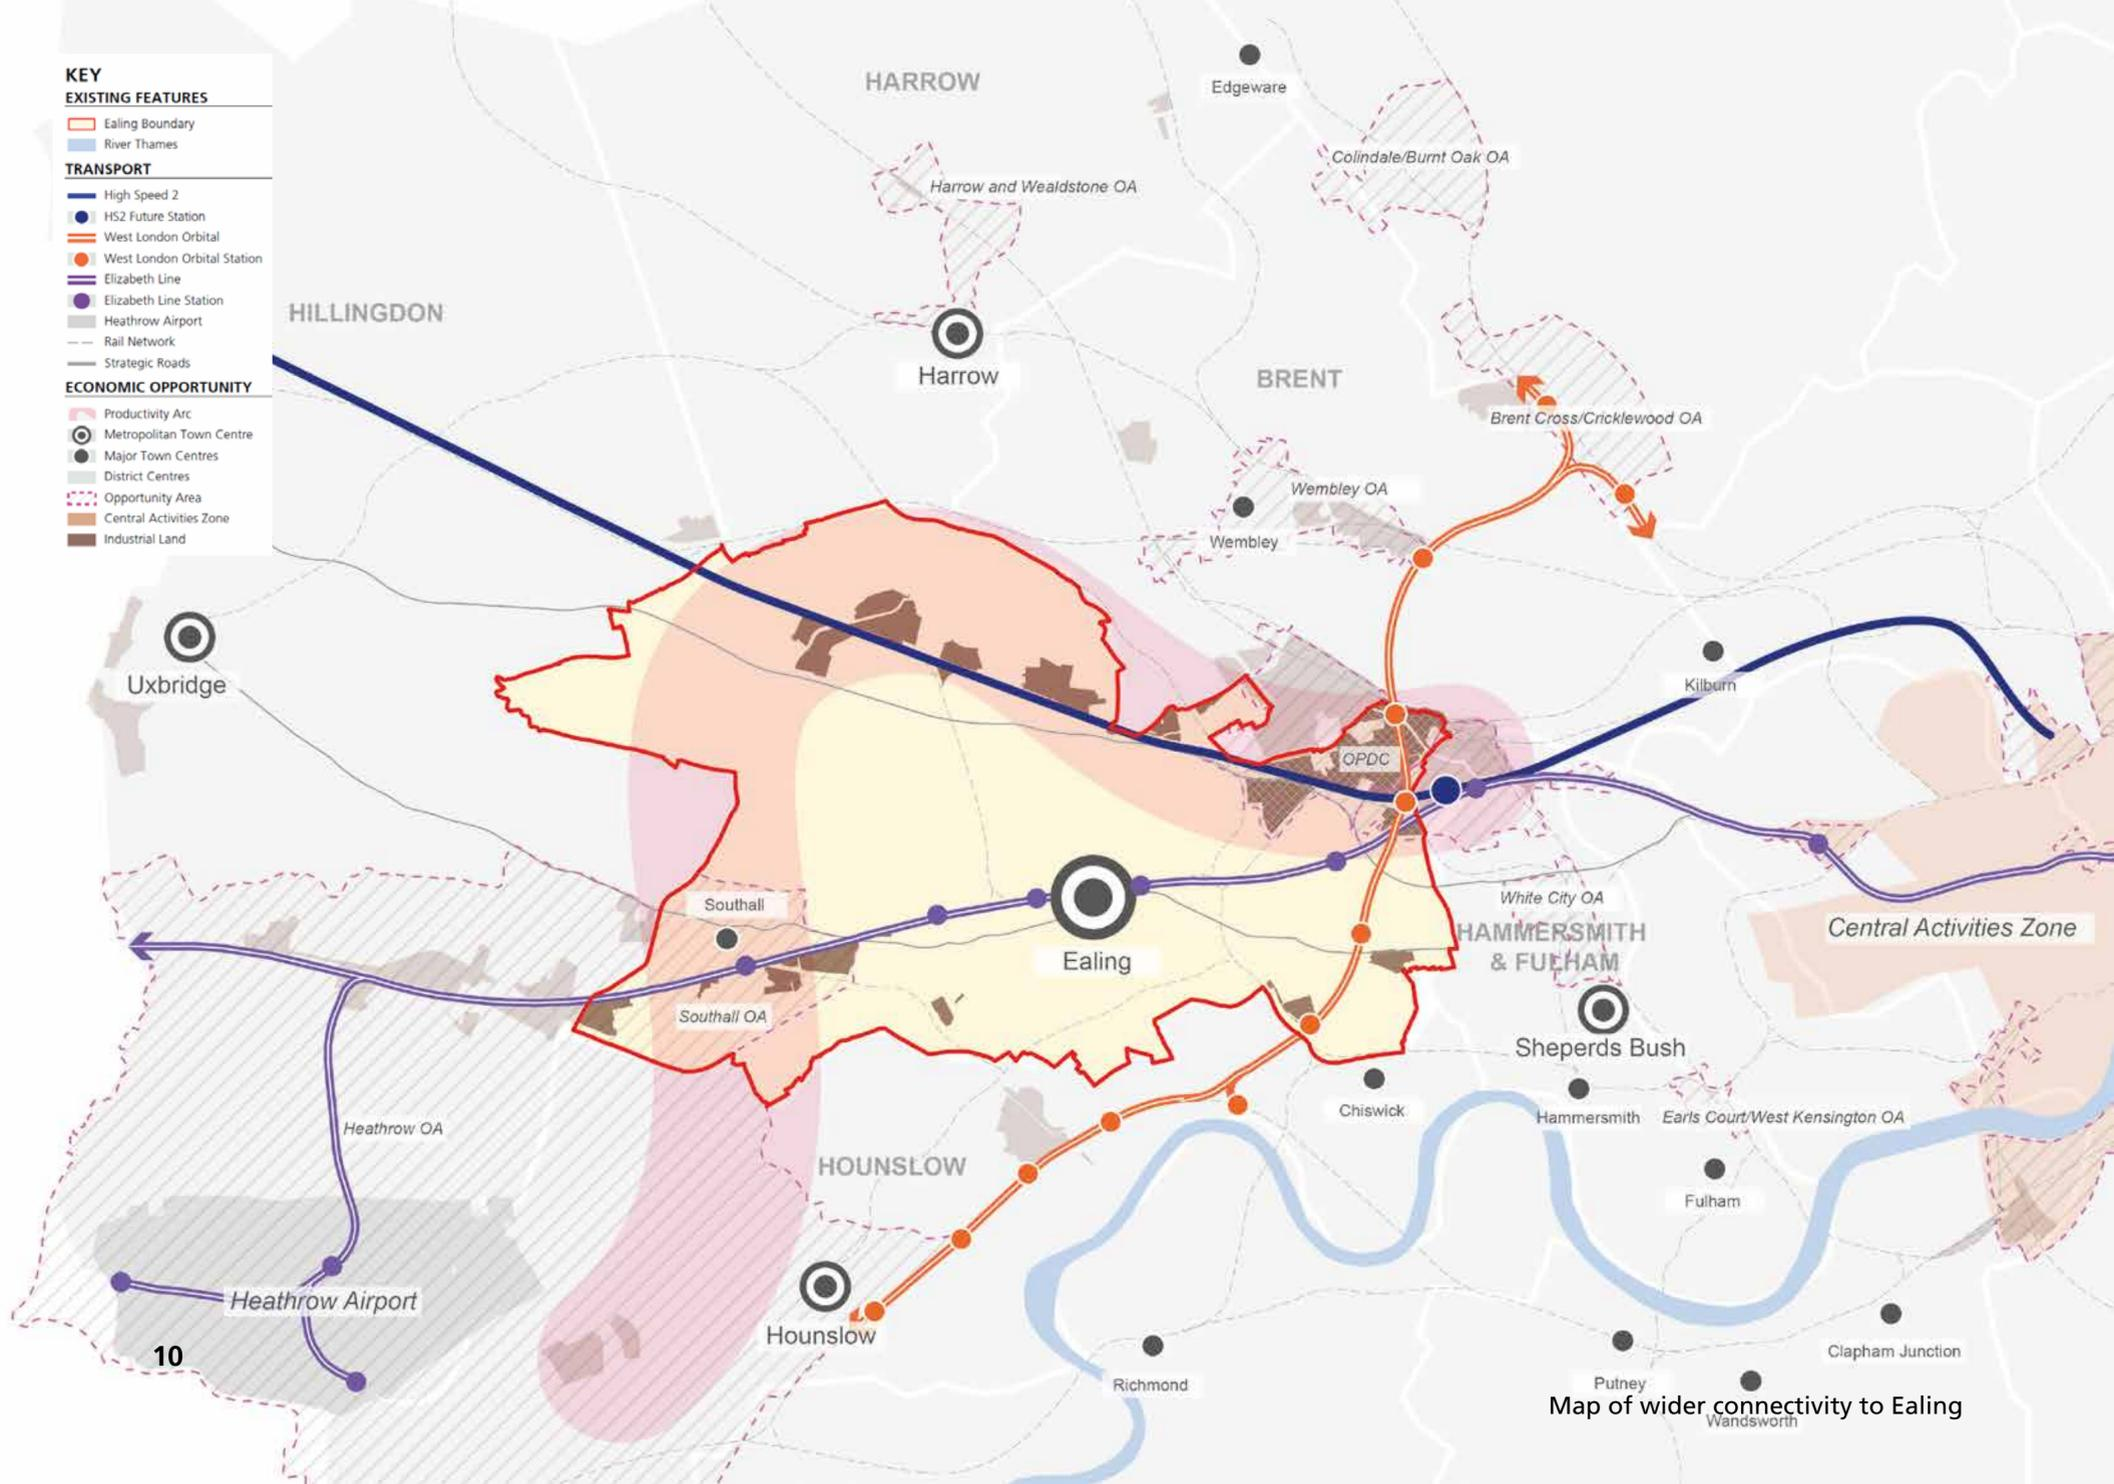 KEY
EXISTING FEATURES
Ealing Boundary
River Thames
TRANSPORT
High Speed 2
HS2 Future Station
West London Orbital
West London Orbital Station
Elizabeth Line
Elizabeth Line Station
Heathrow Airport
Rail Network
Strategic Roads
ECONOMIC OPPORTUNITY
Productivity Arc
Metropolitan Town Centre
Major Town Centres
District Centres
Opportunity Area
Central Activities Zone
Industrial Land
HARROW
Edgeware
Colindale/Burnt Oak OA
Harrow and Wealdstone OA
HILLINGDON
Harrow
BRENT
Brent Cross/Cricklewood OA
Wembley OA
Wembley
Uxbridge
Kilburn
OPDC
Southall
White City OA
HAMMERSMITH
& FULHAM
Central Activities Zone
Ealing
Southall OA
Sheperds Bush
Chiswick
Hammersmith
Earls Court/West Kensington OA
Heathrow OA
HOUNSLOW
Fulham
Heathrow Airport
Hounslow
10
Clapham Junction
Richmond
Putney
Map of wider connectivity to Ealing
Wandsworth